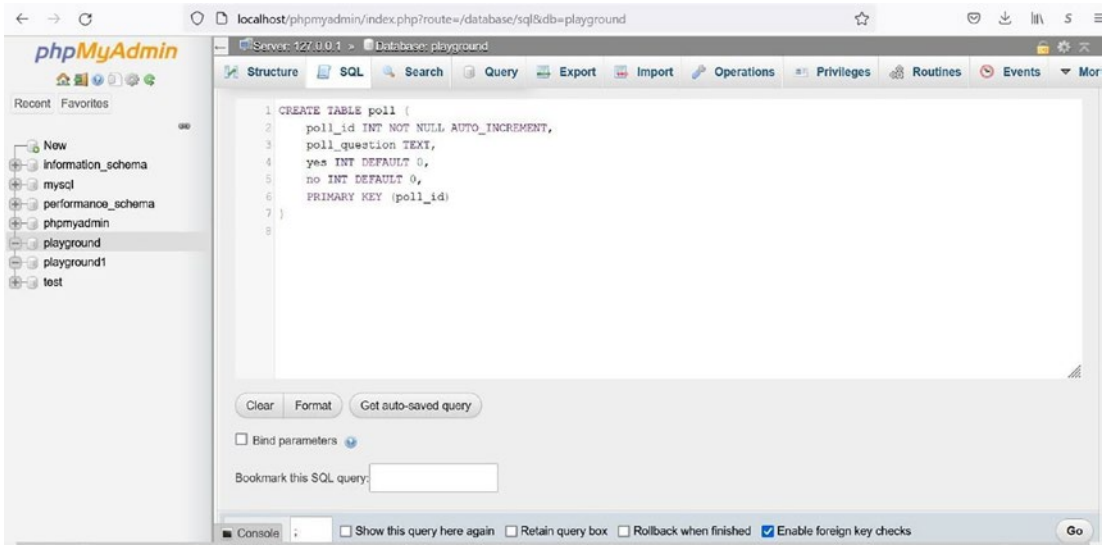 localhost/phpmyadmin/index.php?route=/database/sql&db=playground
phpMyAdmin
Recent Favorites
New
information_schema
mysql
performance_schema
phpmyadmin
playground
playground1
test
Server: 127.0.0.1 » Database: playground
Structure SQL Search Query Export Import Operations Privileges Routines Events Mor
1 CREATE TABLE poll (
2 poll_id INT NOT NULL AUTO_INCREMENT,
3 poll_question TEXT,
4 yes INT DEFAULT 0,
5 no INT DEFAULT 0,
6 PRIMARY KEY (poll_id)
7 )
8
Clear Format Get auto-saved query
Bind parameters
Bookmark this SQL query:
Console ; Show this query here again Retain query box Rollback when finished Enable foreign key checks Go